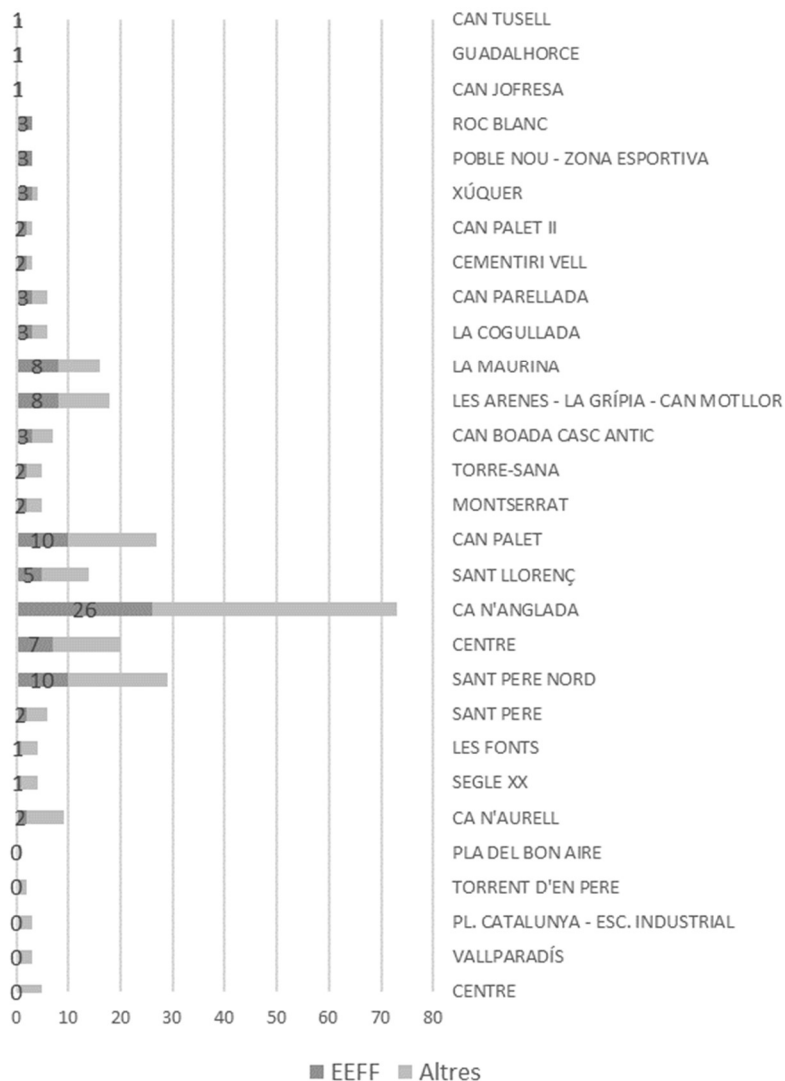 1 CAN TUSELL
1 GUADALHORCE
1 CAN JOFRESA
3 ROC BLANC
3 POBLE NOU - ZONA ESPORTIVA
3 XÚQUER
2 CAN PALET II
2 CEMENTIRI VELL
3 CAN PARELLADA
3 LA COGULLADA
8 LA MAURINA
8 LES ARENES - LA GRÍPIA - CAN MOTLLOR
3 CAN BOADA CASC ANTIC
2 TORRE-SANA
2 MONTSERRAT
10 CAN PALET
5 SANT LLORENÇ
26 CA N'ANGLADA
7 CENTRE
10 SANT PERE NORD
2 SANT PERE
1 LES FONTS
1 SEGLE XX
2 CA N'AURELL
0 PLA DEL BON AIRE
0 TORRENT D'EN PERE
0 PL. CATALUNYA - ESC. INDUSTRIAL
0 VALLPARADÍS
0 CENTRE
0 10 20 30 40 50 60 70 80
EEFF Altres